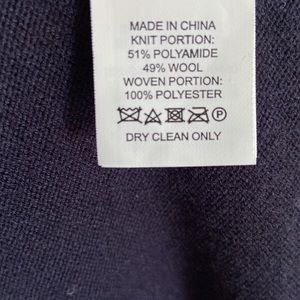 MADE IN CHINA
KNIT PORTION:
51% POLYAMIDE
49% WOOL
WOVEN PORTION:
100% POLYESTER
P
DRY CLEAN ONLY